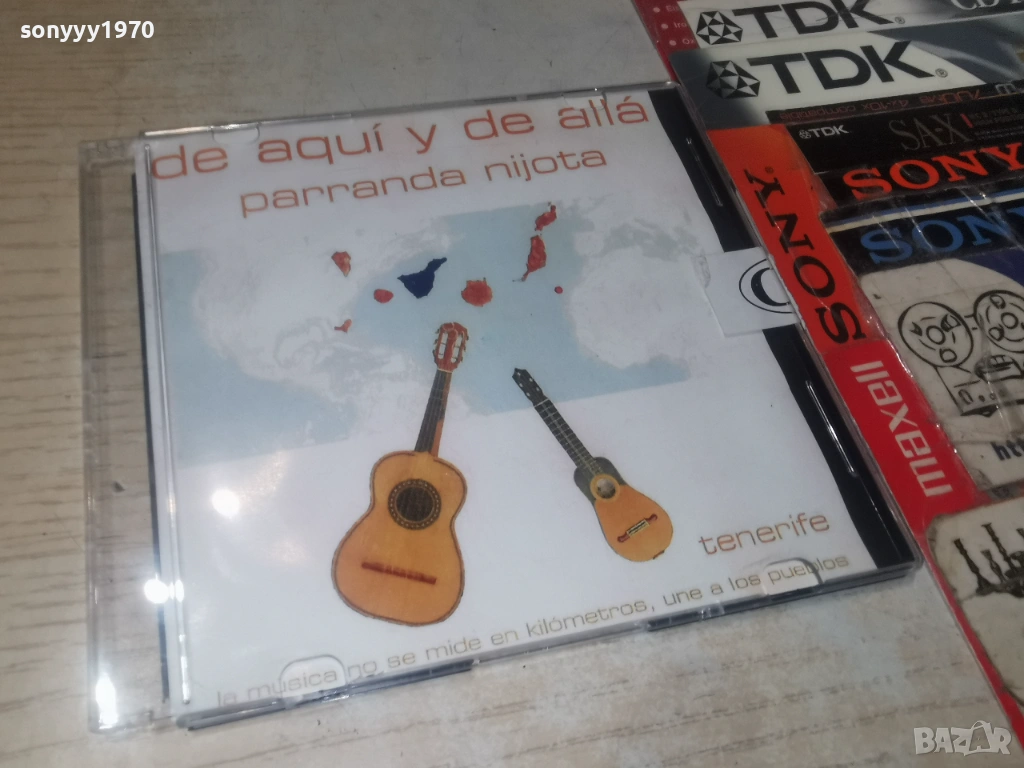 sonyyy1970
de aquí y de allá
parranda nijota
tenerife
la música no se mide en kilómetros, une a los pueblos
TDK
TDK
TDK
SA-X
SONY
SONY
SONY.
maxell
BAZAR